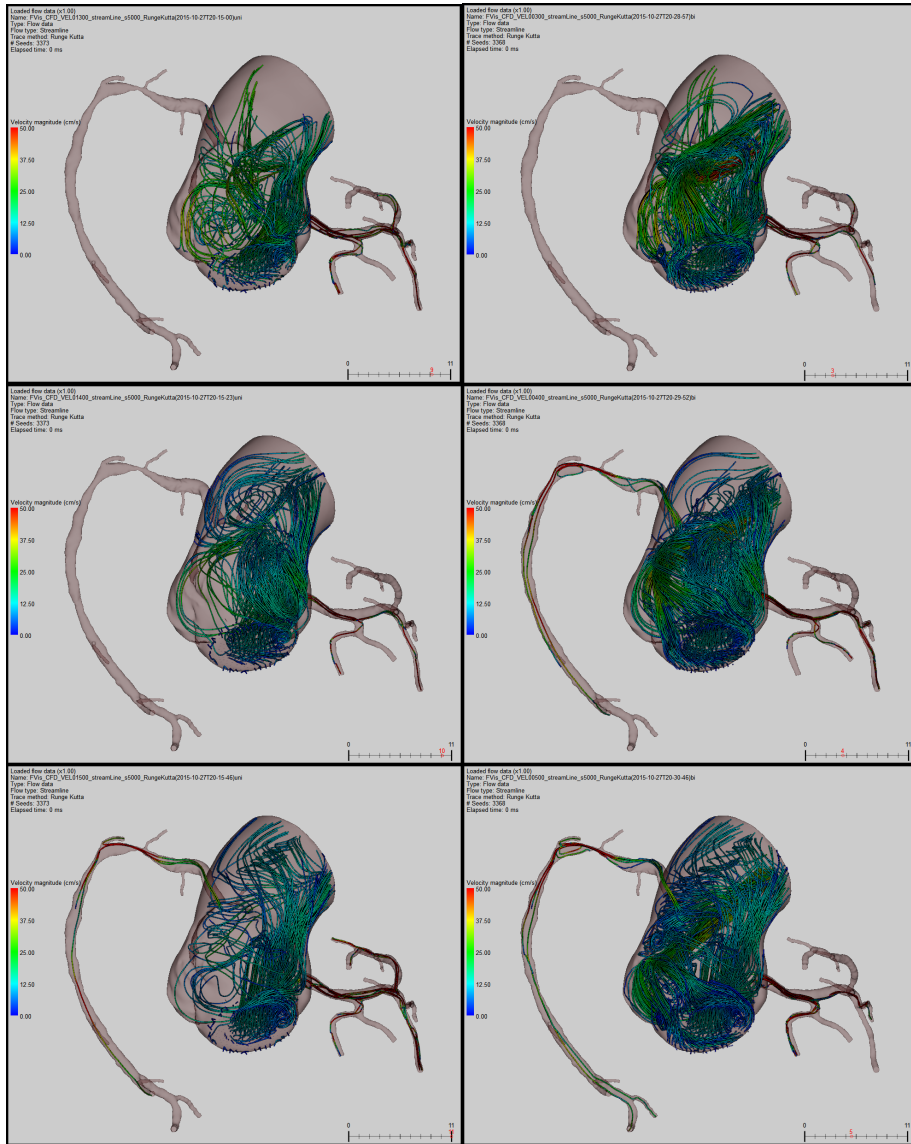 Loaded flow data (x1.00)
Name: FVis_CFD_VEL01300_streamLine_s5000_RungeKutta(2015-10-27T20-15-00)uni
Type: Flow data
Flow type: Streamline
Trace method: Runge Kutta
# Seeds: 3373
Elapsed time: 0 ms
Velocity magnitude (cm/s)
50.00
37.50
25.00
12.50
0.00
0 11
9
Loaded flow data (x1.00)
Name: FVis_CFD_VEL00300_streamLine_s5000_RungeKutta(2015-10-27T20-28-57)bi
Type: Flow data
Flow type: Streamline
Trace method: Runge Kutta
# Seeds: 3368
Elapsed time: 0 ms
Velocity magnitude (cm/s)
50.00
37.50
25.00
12.50
0.00
0 11
3
Loaded flow data (x1.00)
Name: FVis_CFD_VEL01400_streamLine_s5000_RungeKutta(2015-10-27T20-15-23)uni
Type: Flow data
Flow type: Streamline
Trace method: Runge Kutta
# Seeds: 3373
Elapsed time: 0 ms
Velocity magnitude (cm/s)
50.00
37.50
25.00
12.50
0.00
0 11
10
Loaded flow data (x1.00)
Name: FVis_CFD_VEL00400_streamLine_s5000_RungeKutta(2015-10-27T20-29-52)bi
Type: Flow data
Flow type: Streamline
Trace method: Runge Kutta
# Seeds: 3368
Elapsed time: 0 ms
Velocity magnitude (cm/s)
50.00
37.50
25.00
12.50
0.00
0 11
4
Loaded flow data (x1.00)
Name: FVis_CFD_VEL01500_streamLine_s5000_RungeKutta(2015-10-27T20-15-46)uni
Type: Flow data
Flow type: Streamline
Trace method: Runge Kutta
# Seeds: 3373
Elapsed time: 0 ms
Velocity magnitude (cm/s)
50.00
37.50
25.00
12.50
0.00
0 11
Loaded flow data (x1.00)
Name: FVis_CFD_VEL00500_streamLine_s5000_RungeKutta(2015-10-27T20-30-46)bi
Type: Flow data
Flow type: Streamline
Trace method: Runge Kutta
# Seeds: 3368
Elapsed time: 0 ms
Velocity magnitude (cm/s)
50.00
37.50
25.00
12.50
0.00
0 11
5